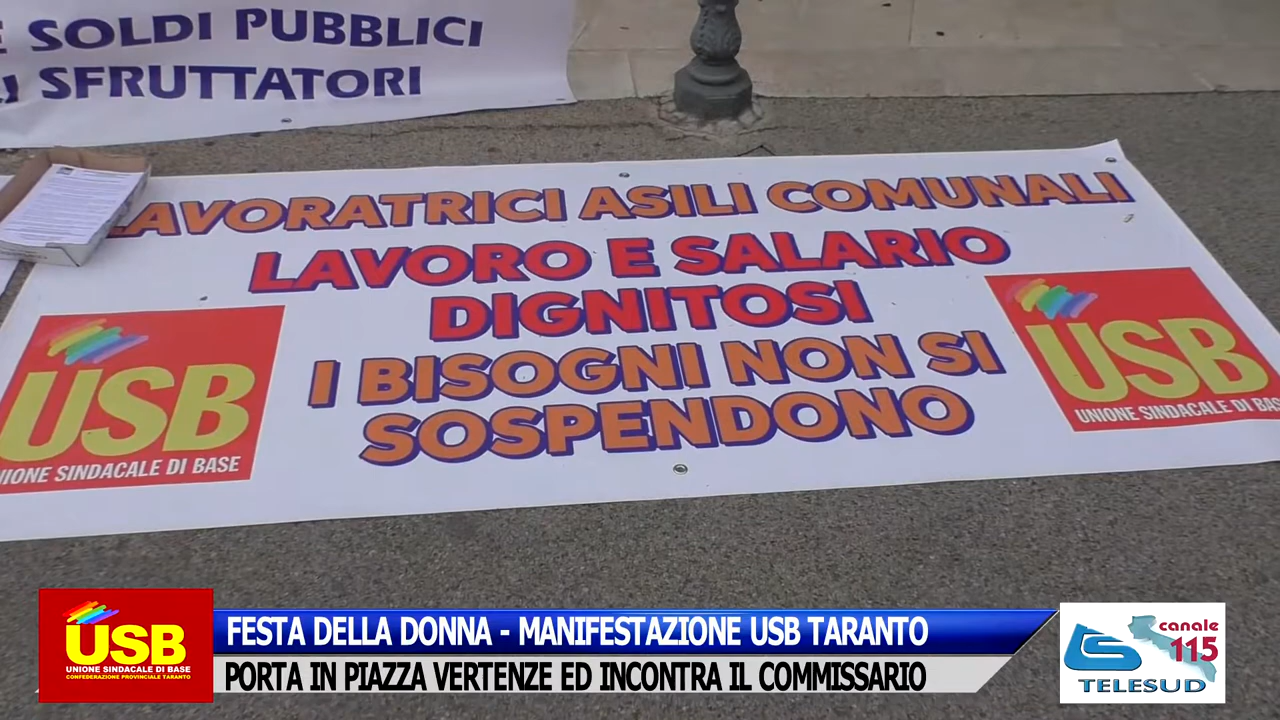 E SOLDI PUBBLICI
SFRUTTATORI
LAVORATRICI ASILI COMUNALI
LAVORO E SALARIO
DIGNITOSI
I BISOGNI NON SI
SOSPENDONO
USB
UNIONE SINDACALE DI BASE
USB
UNIONE SINDACALE DI BASE
USB
UNIONE SINDACALE DI BASE
CONFEDERAZIONE PROVINCIALE TARANTO
FESTA DELLA DONNA - MANIFESTAZIONE USB TARANTO
PORTA IN PIAZZA VERTENZE ED INCONTRA IL COMMISSARIO
canale
115
TELESUD